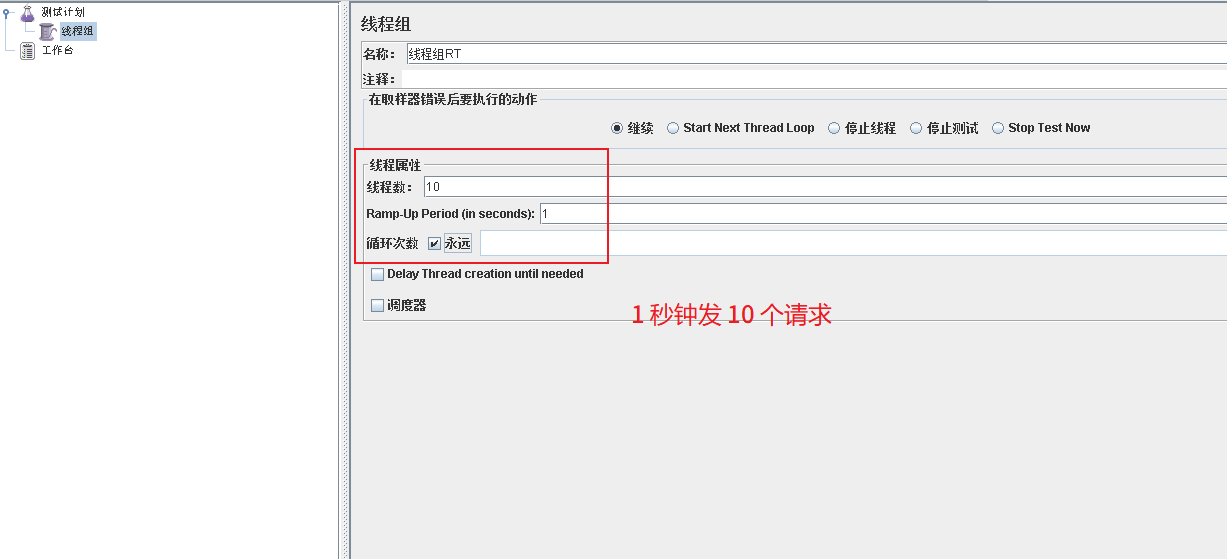 测试计划
线程组
工作台
线程组
名称： 线程组RT
注释：
在取样器错误后要执行的动作
继续 Start Next Thread Loop 停止线程 停止测试 Stop Test Now
线程属性
线程数： 10
Ramp-Up Period (in seconds): 1
循环次数 永远
Delay Thread creation until needed
调度器
1 秒钟发 10 个请求